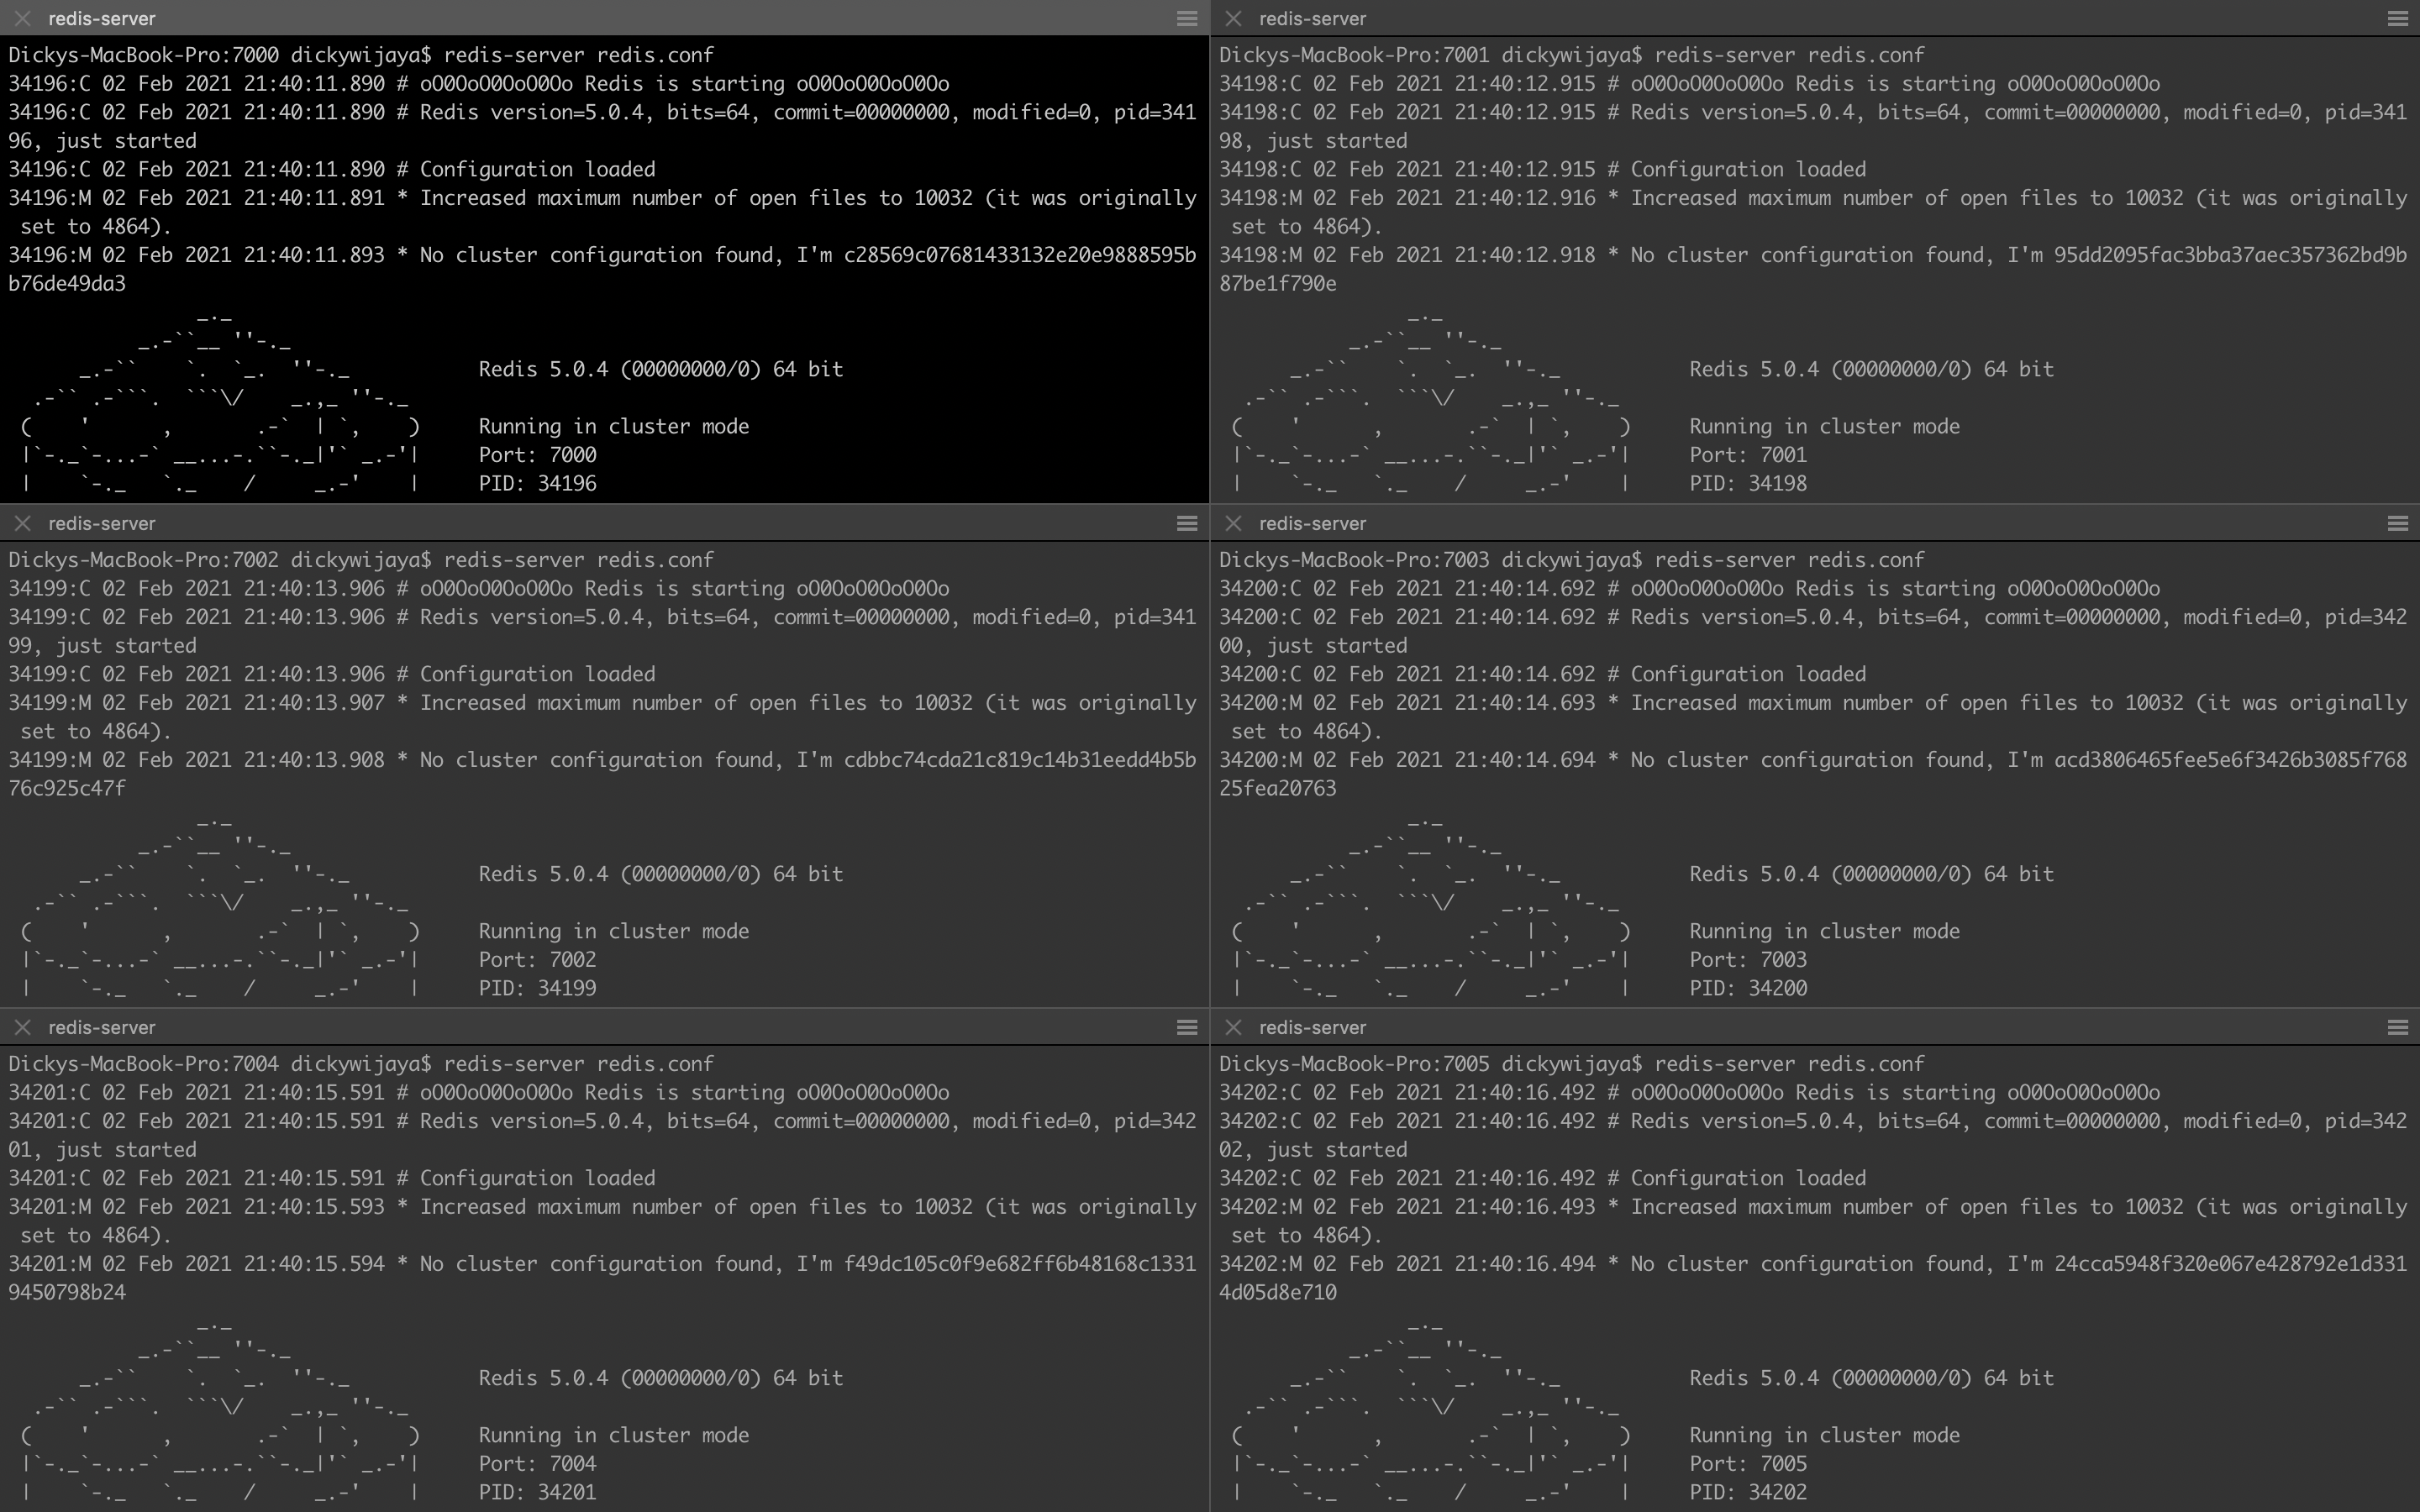 redis-server
Dickys-MacBook-Pro:7000 dickywijaya$ redis-server redis.conf
34196:C 02 Feb 2021 21:40:11.890 # oO0OoO0OoO0Oo Redis is starting oO0OoO0OoO0Oo
34196:C 02 Feb 2021 21:40:11.890 # Redis version=5.0.4, bits=64, commit=00000000, modified=0, pid=341
96, just started
34196:C 02 Feb 2021 21:40:11.890 # Configuration loaded
34196:M 02 Feb 2021 21:40:11.891 * Increased maximum number of open files to 10032 (it was originally
 set to 4864).
34196:M 02 Feb 2021 21:40:11.893 * No cluster configuration found, I'm c28569c07681433132e20e9888595b
b76de49da3
Redis 5.0.4 (00000000/0) 64 bit
Running in cluster mode
Port: 7000
PID: 34196
redis-server
Dickys-MacBook-Pro:7001 dickywijaya$ redis-server redis.conf
34198:C 02 Feb 2021 21:40:12.915 # oO0OoO0OoO0Oo Redis is starting oO0OoO0OoO0Oo
34198:C 02 Feb 2021 21:40:12.915 # Redis version=5.0.4, bits=64, commit=00000000, modified=0, pid=341
98, just started
34198:C 02 Feb 2021 21:40:12.915 # Configuration loaded
34198:M 02 Feb 2021 21:40:12.916 * Increased maximum number of open files to 10032 (it was originally
 set to 4864).
34198:M 02 Feb 2021 21:40:12.918 * No cluster configuration found, I'm 95dd2095fac3bba37aec357362bd9b
87be1f790e
Redis 5.0.4 (00000000/0) 64 bit
Running in cluster mode
Port: 7001
PID: 34198
redis-server
Dickys-MacBook-Pro:7002 dickywijaya$ redis-server redis.conf
34199:C 02 Feb 2021 21:40:13.906 # oO0OoO0OoO0Oo Redis is starting oO0OoO0OoO0Oo
34199:C 02 Feb 2021 21:40:13.906 # Redis version=5.0.4, bits=64, commit=00000000, modified=0, pid=341
99, just started
34199:C 02 Feb 2021 21:40:13.906 # Configuration loaded
34199:M 02 Feb 2021 21:40:13.907 * Increased maximum number of open files to 10032 (it was originally
 set to 4864).
34199:M 02 Feb 2021 21:40:13.908 * No cluster configuration found, I'm cdbbc74cda21c819c14b31eedd4b5b
76c925c47f
Redis 5.0.4 (00000000/0) 64 bit
Running in cluster mode
Port: 7002
PID: 34199
redis-server
Dickys-MacBook-Pro:7003 dickywijaya$ redis-server redis.conf
34200:C 02 Feb 2021 21:40:14.692 # oO0OoO0OoO0Oo Redis is starting oO0OoO0OoO0Oo
34200:C 02 Feb 2021 21:40:14.692 # Redis version=5.0.4, bits=64, commit=00000000, modified=0, pid=342
00, just started
34200:C 02 Feb 2021 21:40:14.692 # Configuration loaded
34200:M 02 Feb 2021 21:40:14.693 * Increased maximum number of open files to 10032 (it was originally
 set to 4864).
34200:M 02 Feb 2021 21:40:14.694 * No cluster configuration found, I'm acd3806465fee5e6f3426b3085f768
25fea20763
Redis 5.0.4 (00000000/0) 64 bit
Running in cluster mode
Port: 7003
PID: 34200
redis-server
Dickys-MacBook-Pro:7004 dickywijaya$ redis-server redis.conf
34201:C 02 Feb 2021 21:40:15.591 # oO0OoO0OoO0Oo Redis is starting oO0OoO0OoO0Oo
34201:C 02 Feb 2021 21:40:15.591 # Redis version=5.0.4, bits=64, commit=00000000, modified=0, pid=342
01, just started
34201:C 02 Feb 2021 21:40:15.591 # Configuration loaded
34201:M 02 Feb 2021 21:40:15.593 * Increased maximum number of open files to 10032 (it was originally
 set to 4864).
34201:M 02 Feb 2021 21:40:15.594 * No cluster configuration found, I'm f49dc105c0f9e682ff6b48168c1331
9450798b24
Redis 5.0.4 (00000000/0) 64 bit
Running in cluster mode
Port: 7004
PID: 34201
redis-server
Dickys-MacBook-Pro:7005 dickywijaya$ redis-server redis.conf
34202:C 02 Feb 2021 21:40:16.492 # oO0OoO0OoO0Oo Redis is starting oO0OoO0OoO0Oo
34202:C 02 Feb 2021 21:40:16.492 # Redis version=5.0.4, bits=64, commit=00000000, modified=0, pid=342
02, just started
34202:C 02 Feb 2021 21:40:16.492 # Configuration loaded
34202:M 02 Feb 2021 21:40:16.493 * Increased maximum number of open files to 10032 (it was originally
 set to 4864).
34202:M 02 Feb 2021 21:40:16.494 * No cluster configuration found, I'm 24cca5948f320e067e428792e1d331
4d05d8e710
Redis 5.0.4 (00000000/0) 64 bit
Running in cluster mode
Port: 7005
PID: 34202